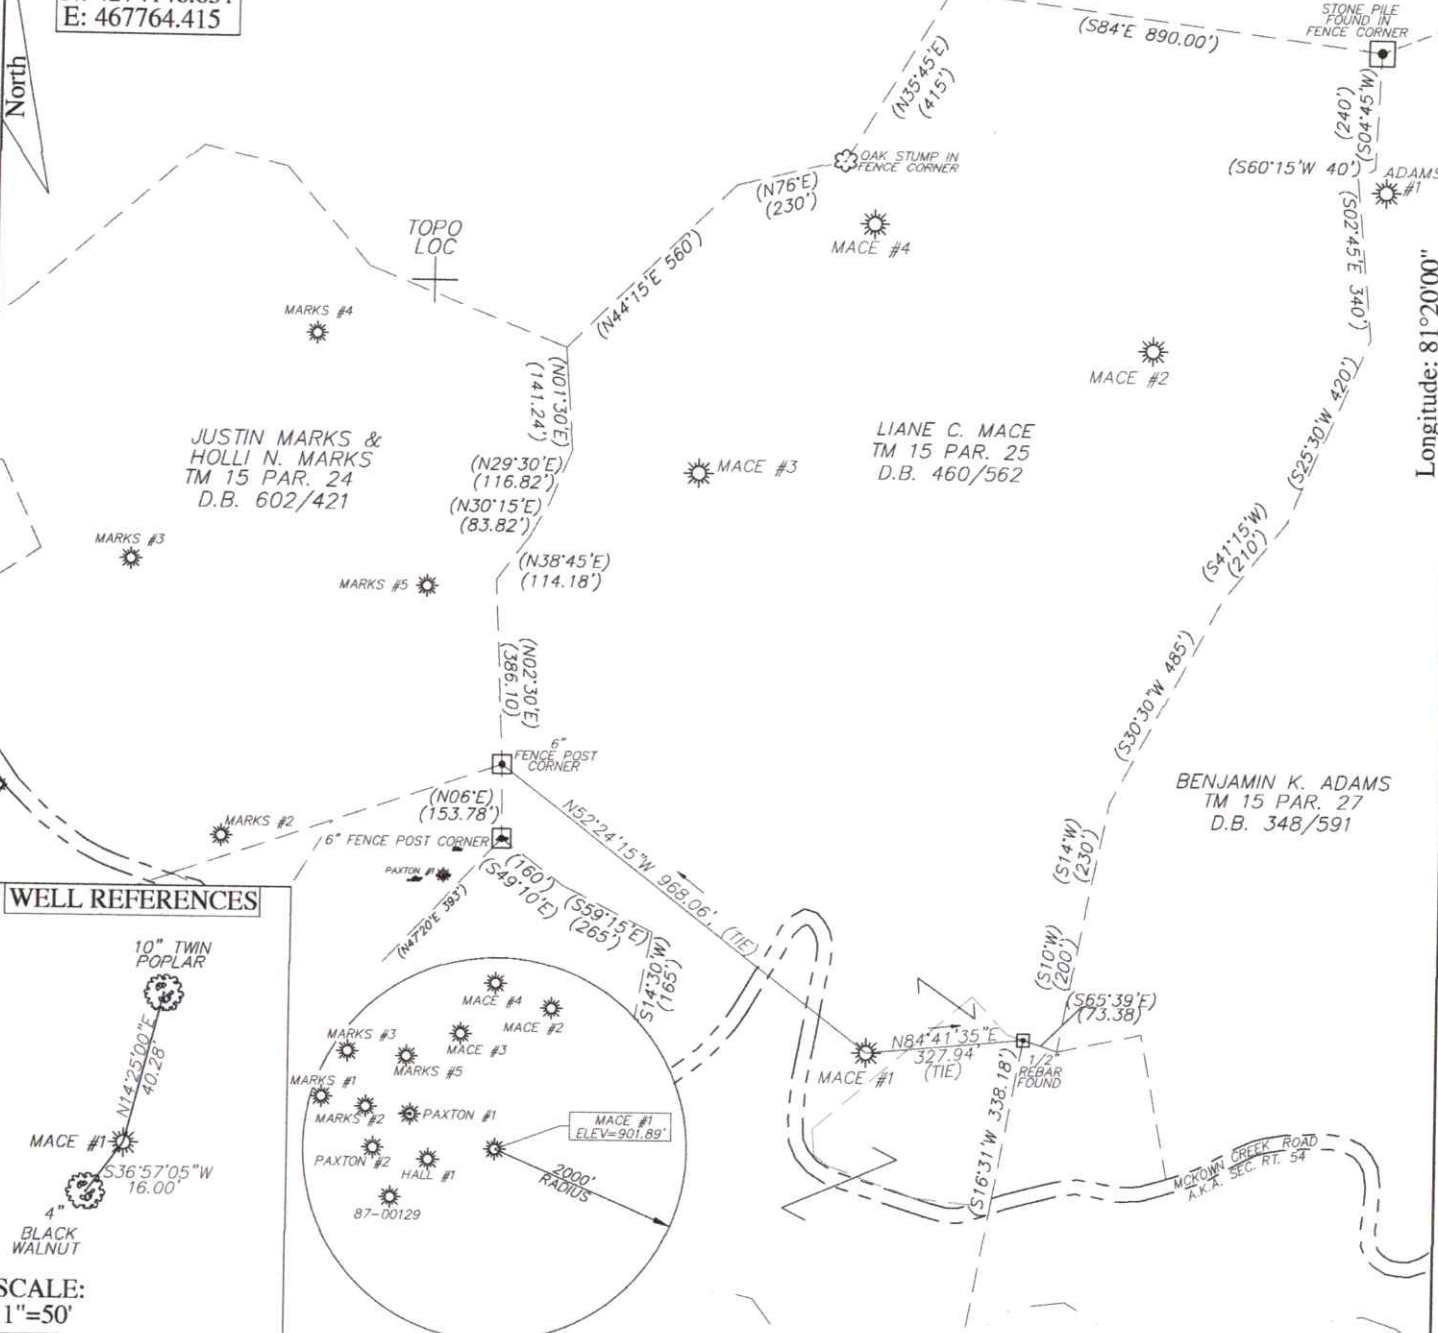 E: 467764.415
North
(S84°E 890.00')
STONE PILE
FOUND IN
FENCE CORNER
(N35°45'E)
(415')
(S04°45'W)
(240')
OAK STUMP IN
FENCE CORNER
(S60°15'W 40')
ADAMS
#1
(N76°E)
(230')
MACE #4
(S02°45'E 340')
TOPO
LOC
(N44°15'E 560')
Longitude: 81°20'00"
MARKS #4
MACE #2
(N01°30'E)
(141.24')
(S25°30'W 420')
JUSTIN MARKS &
HOLLI N. MARKS
TM 15 PAR. 24
D.B. 602/421
LIANE C. MACE
TM 15 PAR. 25
D.B. 460/562
(N29°30'E)
(116.82')
MACE #3
(N30°15'E)
(83.82')
(S41°15'W)
(210')
MARKS #3
(N38°45'E)
(114.18')
MARKS #5
(N02°30'E)
(386.10)
(S30°30"W 485')
6"
FENCE POST
CORNER
BENJAMIN K. ADAMS
TM 15 PAR. 27
D.B. 348/591
(N06°E)
(153.78')
N52°24'15"W 968.06', (TIE)
MARKS #2
6" FENCE POST CORNER
(S14°W)
(230')
PAXTON #1
(160')
(S49°10'E)
(S59°15'E)
(265')
(N47°20'E 393')
WELL REFERENCES
10" TWIN
POPLAR
S14°30'W)
(165')
(S10°W)
(200')
(S65°39'E)
(73.38)
N14°25'00"E
40.28'
MACE #4
MACE #2
MARKS #3
MACE #3
MARKS #5
N84°41'35"E
327.94'
(TIE)
MACE #1
1/2"
REBAR
FOUND
MARKS #1
MARKS #2
PAXTON #1
MACE #1
ELEV=901.89'
MACE #1
S36°57'05"W
16.00'
PAXTON #2
HALL #1
2000'
RADIUS
(S16°31'W 338.18')
MCKOWN CREEK ROAD
A.K.A. SEC. RT. 54
87-00129
4"
BLACK
WALNUT
SCALE:
1"=50'